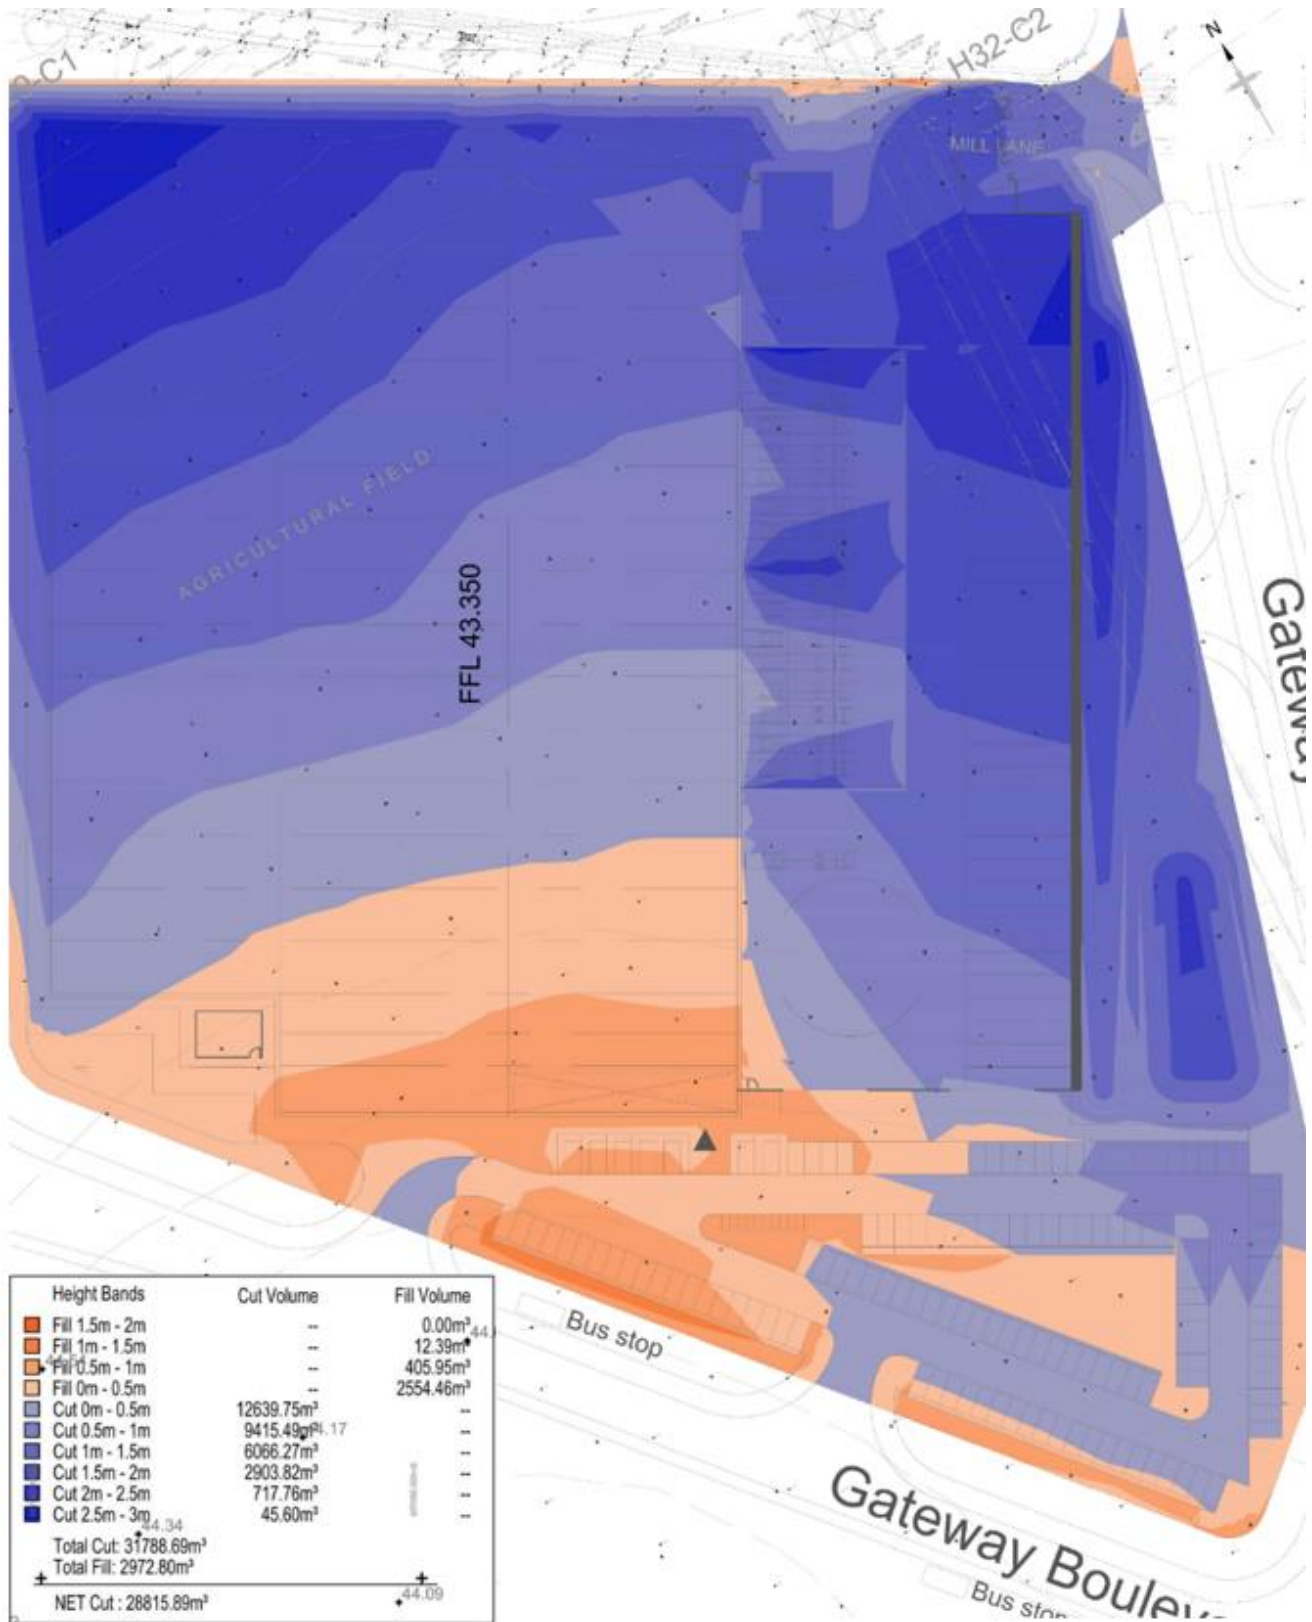 H32-C2
N
MILL LANE
AGRICULTURAL FIELD
FFL 43.350
Gateway
Bus stop
Gateway Boulev
Bus stop
Height Bands Cut Volume Fill Volume
Fill 1.5m - 2m -- 0.00m³
Fill 1m - 1.5m -- 12.39m³
Fill 0.5m - 1m -- 405.95m³
Fill 0m - 0.5m -- 2554.46m³
Cut 0m - 0.5m 12639.75m³ --
Cut 0.5m - 1m 9415.49m³ --
Cut 1m - 1.5m 6066.27m³ --
Cut 1.5m - 2m 2903.82m³ --
Cut 2m - 2.5m 717.76m³ --
Cut 2.5m - 3m 45.60m³ --
44.34
Total Cut: 31788.69m³
Total Fill: 2972.80m³
NET Cut : 28815.89m³
44.09